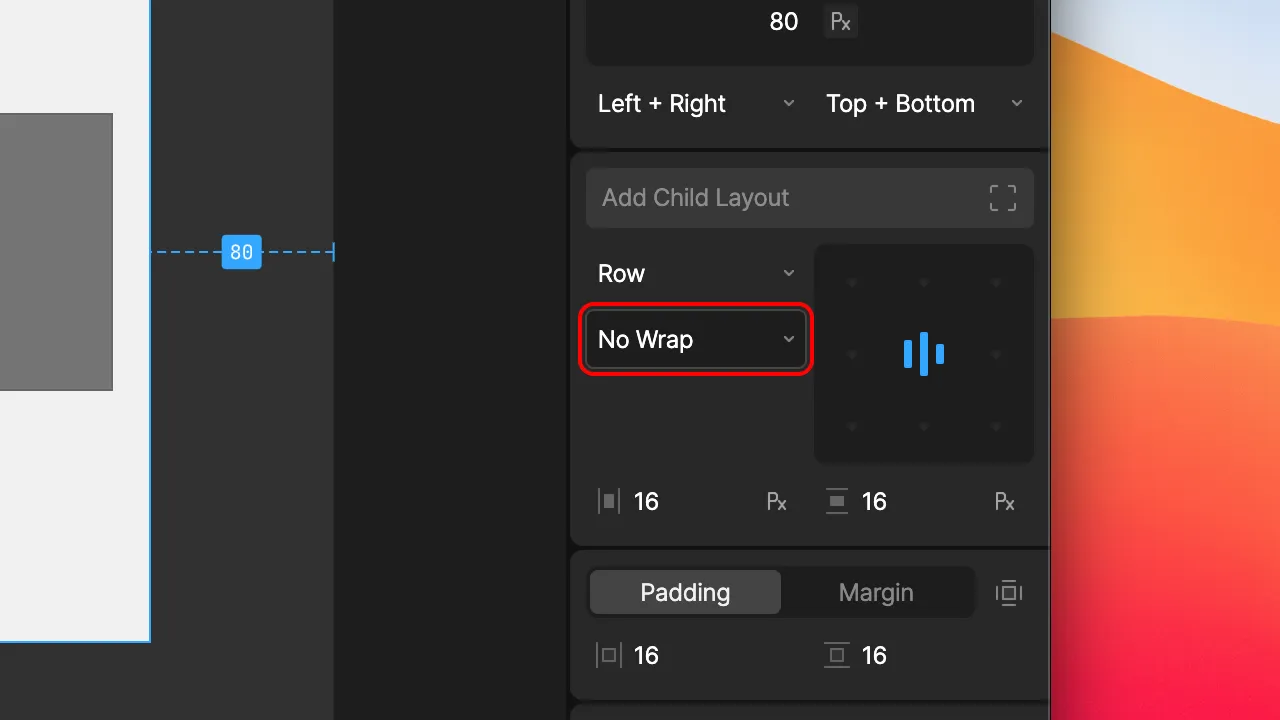 80 Px
Left + Right Top + Bottom
Add Child Layout
80
Row
No Wrap
16 Px 16 Px
Padding Margin
16 16